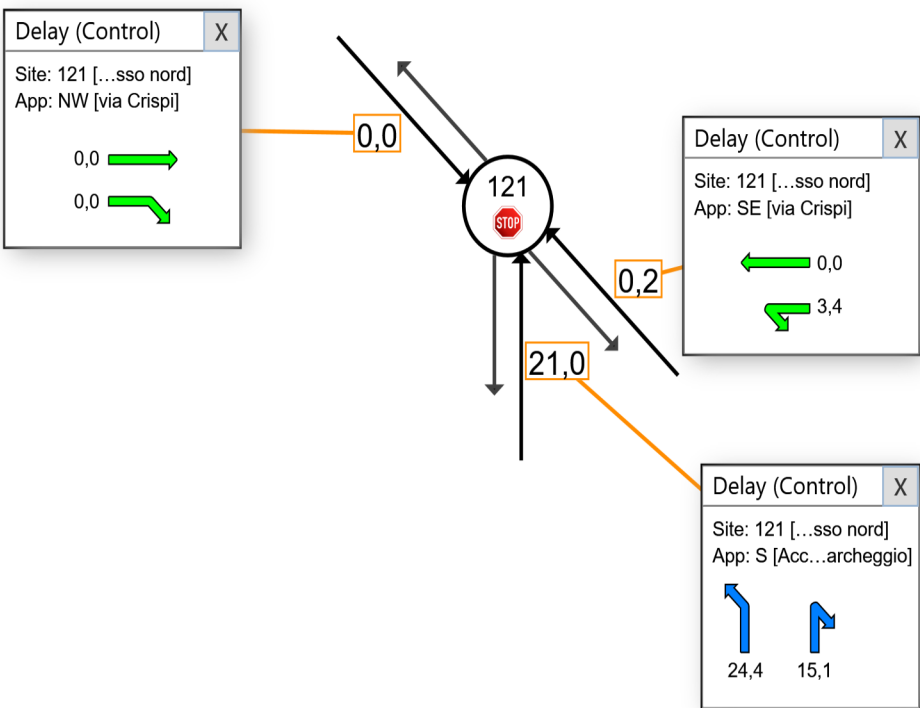 Delay (Control) X
Site: 121 [...sso nord]
App: NW [via Crispi]
0,0
0,0
0,0
121
STOP
Delay (Control) X
Site: 121 [...sso nord]
App: SE [via Crispi]
0,0
3,4
0,2
21,0
Delay (Control) X
Site: 121 [...sso nord]
App: S [Acc...archeggio]
24,4 15,1